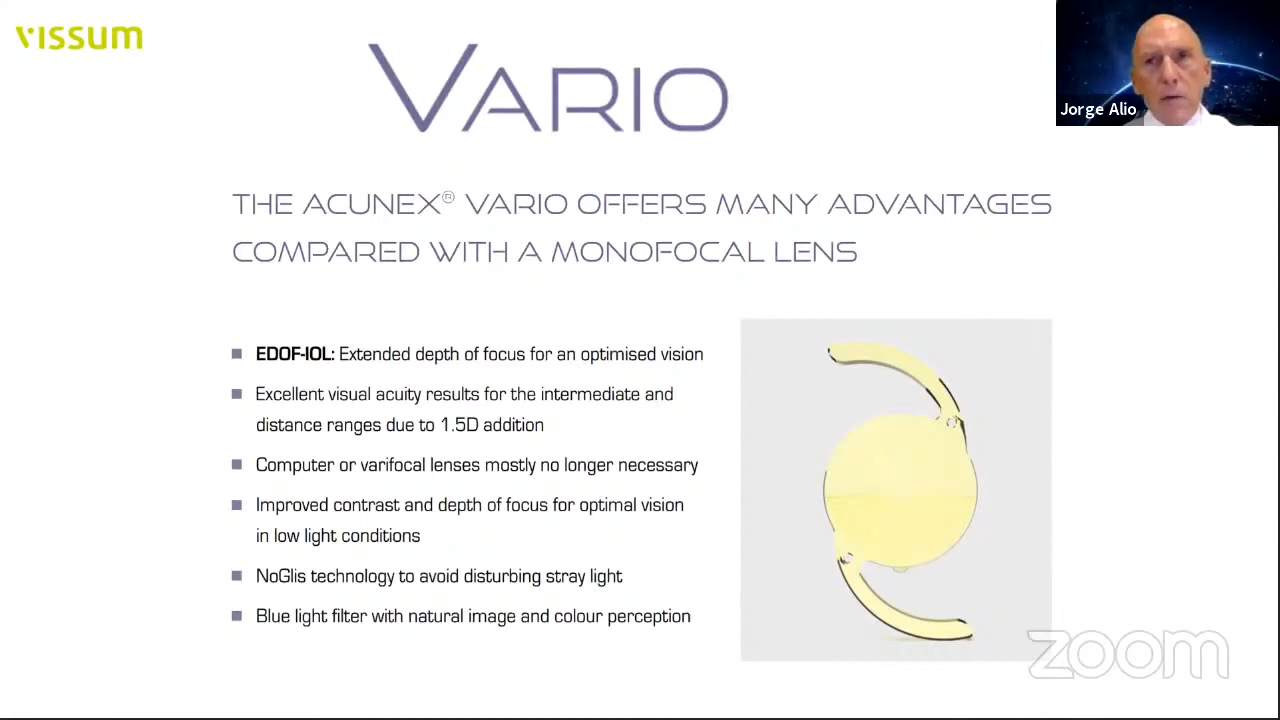 vissum
VARIO
Jorge Alio
THE ACUNEX® VARIO OFFERS MANY ADVANTAGES
COMPARED WITH A MONOFOCAL LENS
EDOF-IOL: Extended depth of focus for an optimised vision
Excellent visual acuity results for the intermediate and
distance ranges due to 1.5D addition
Computer or varifocal lenses mostly no longer necessary
Improved contrast and depth of focus for optimal vision
in low light conditions
NoGlis technology to avoid disturbing stray light
Blue light filter with natural image and colour perception
zoom